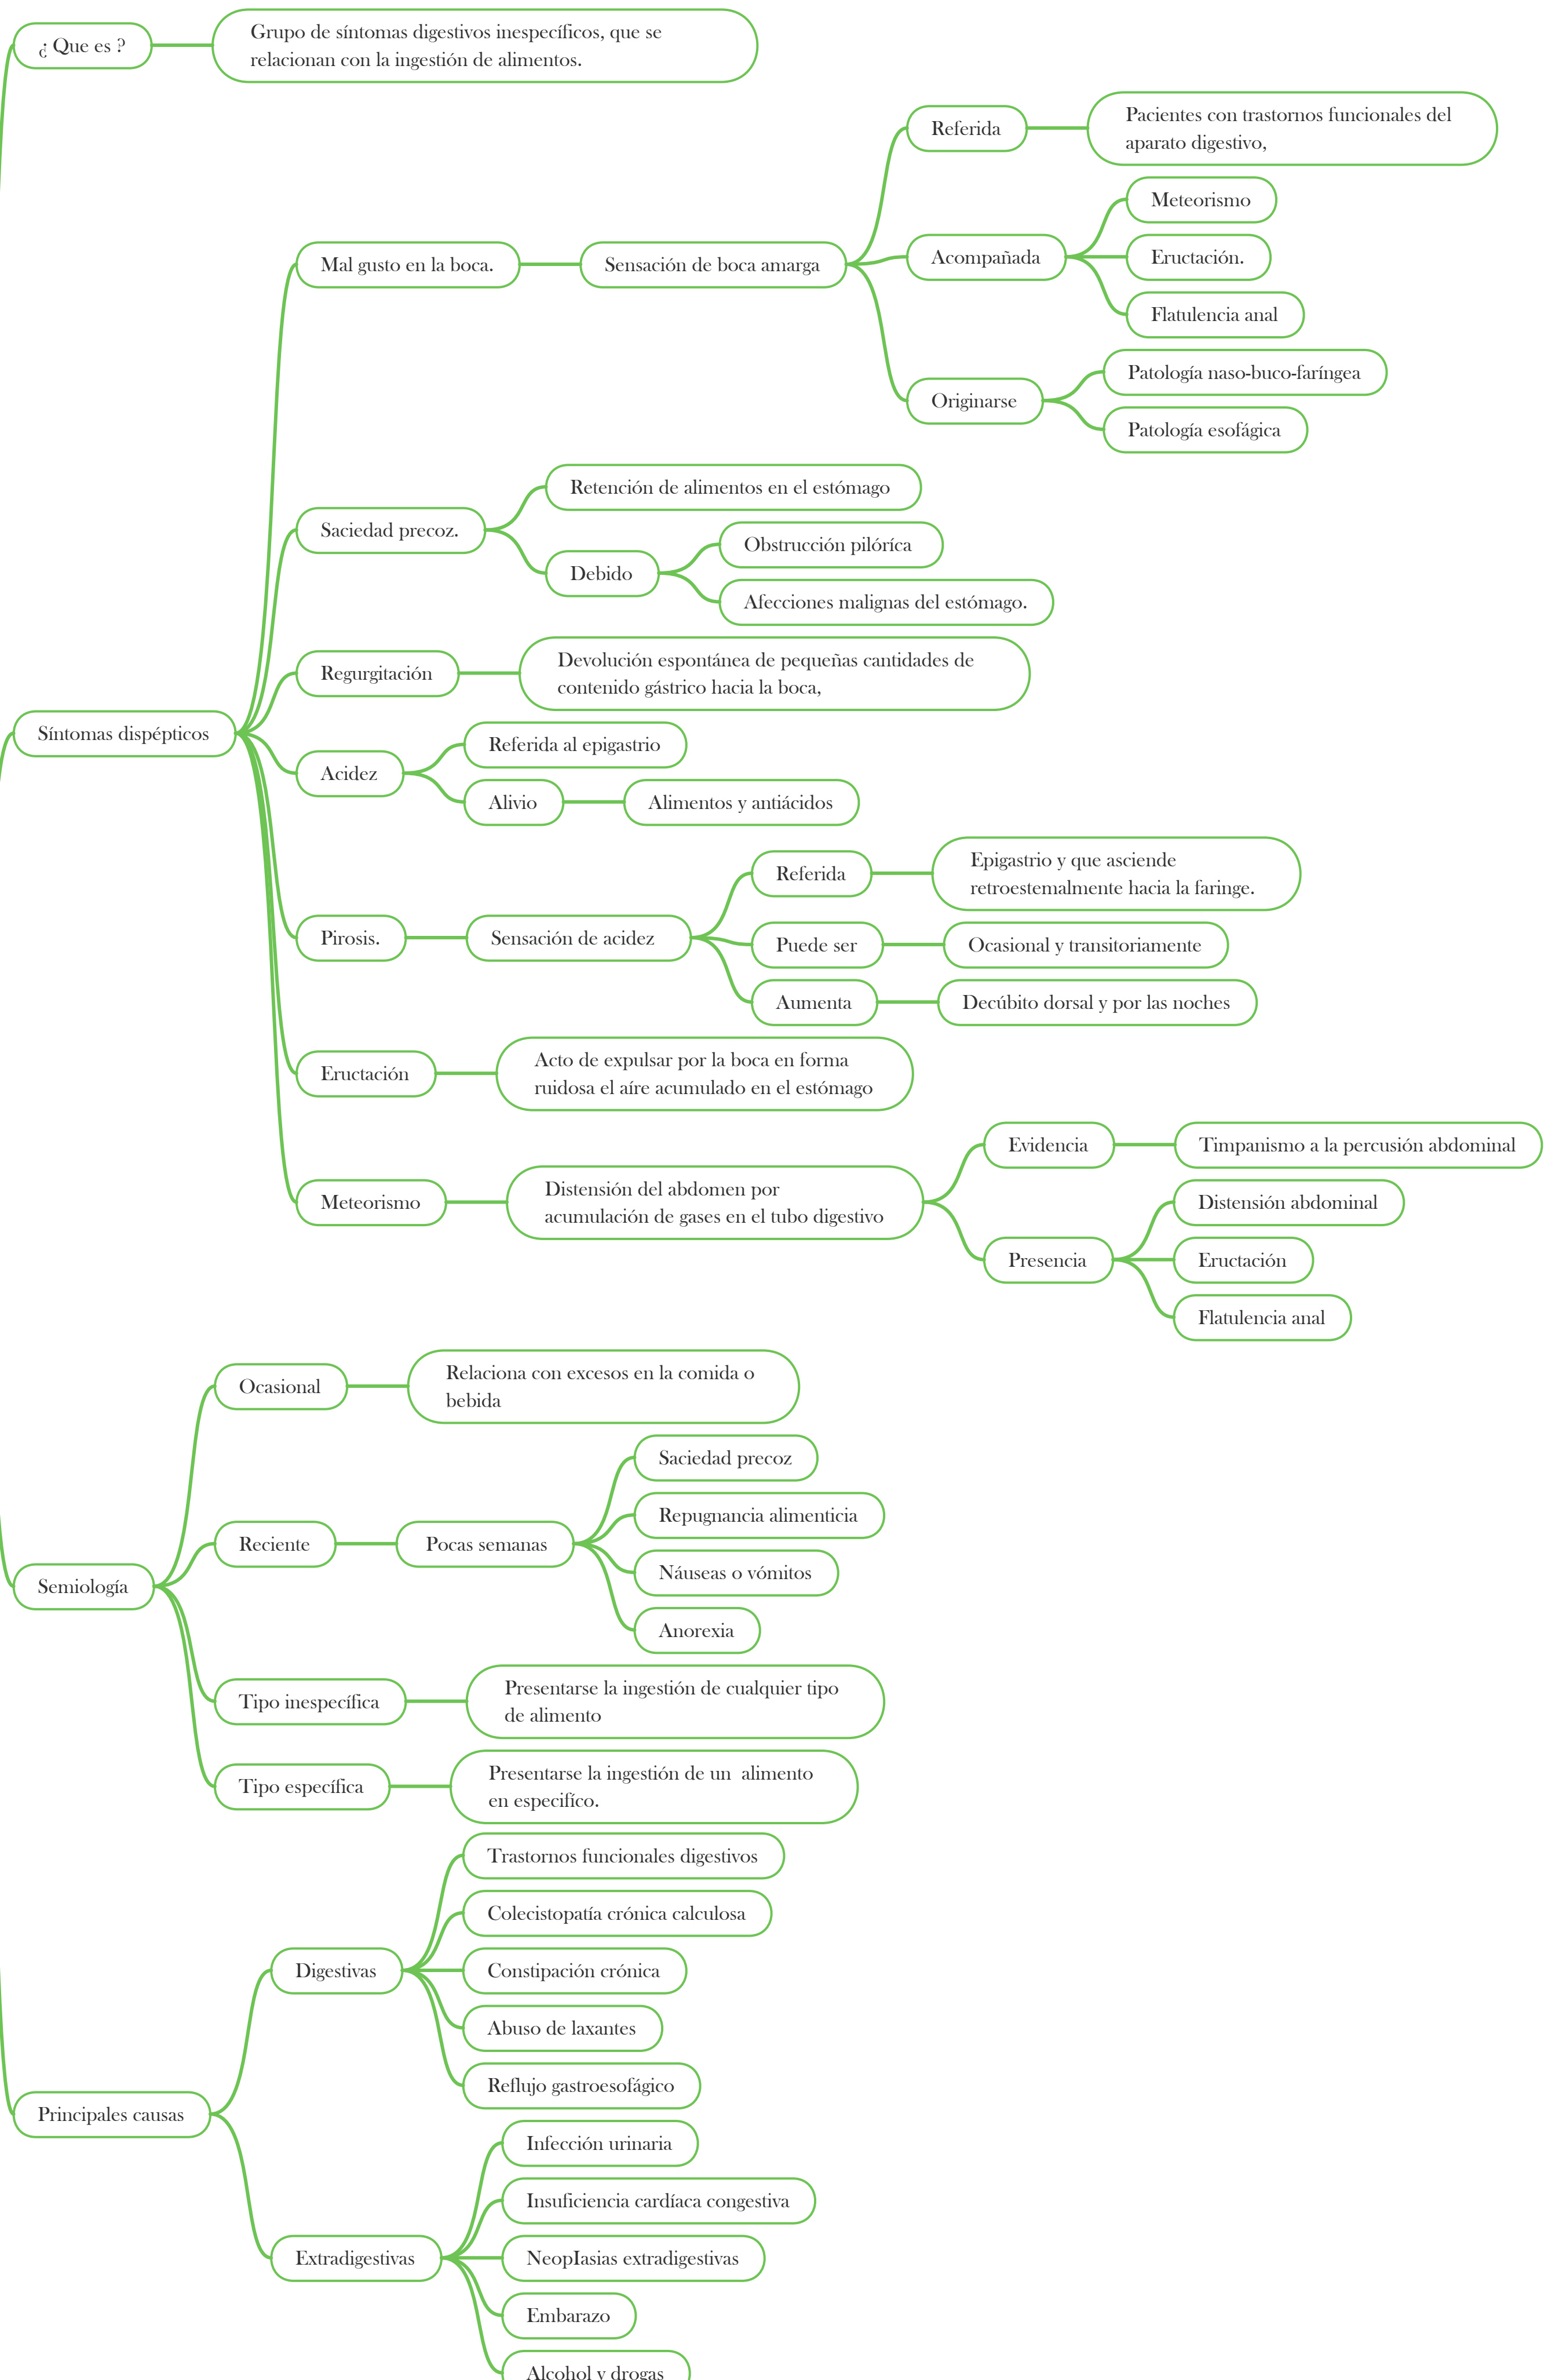 ¿ Que es ?
Grupo de síntomas digestivos inespecíficos, que se
relacionan con la ingestión de alimentos.
Síntomas dispépticos
Mal gusto en la boca.
Sensación de boca amarga
Referida
Pacientes con trastornos funcionales del
aparato digestivo,
Acompañada
Meteorismo
Eructación.
Flatulencia anal
Originarse
Patología naso-buco-faríngea
Patología esofágica
Saciedad precoz.
Retención de alimentos en el estómago
Debido
Obstrucción pilóríca
Afecciones malignas del estómago.
Regurgitación
Devolución espontánea de pequeñas cantidades de
contenido gástrico hacia la boca,
Acidez
Referida al epigastrio
Alivio
Alimentos y antiácidos
Pirosis.
Sensación de acidez
Referida
Epigastrio y que asciende
retroestemalmente hacia la faringe.
Puede ser
Ocasional y transitoriamente
Aumenta
Decúbito dorsal y por las noches
Eructación
Acto de expulsar por la boca en forma
ruidosa el aíre acumulado en el estómago
Meteorismo
Distensión del abdomen por
acumulación de gases en el tubo digestivo
Evidencia
Timpanismo a la percusión abdominal
Presencia
Distensión abdominal
Eructación
Flatulencia anal
Semiología
Ocasional
Relaciona con excesos en la comida o
bebida
Reciente
Pocas semanas
Saciedad precoz
Repugnancia alimenticia
Náuseas o vómitos
Anorexia
Tipo inespecífica
Presentarse la ingestión de cualquier tipo
de alimento
Tipo específica
Presentarse la ingestión de un  alimento
en especifíco.
Principales causas
Digestivas
Trastornos funcionales digestivos
Colecistopatía crónica calculosa
Constipación crónica
Abuso de laxantes
Reflujo gastroesofágico
Extradigestivas
Infección urinaria
Insuficiencia cardíaca congestiva
NeopIasias extradigestivas
Embarazo
Alcohol y drogas